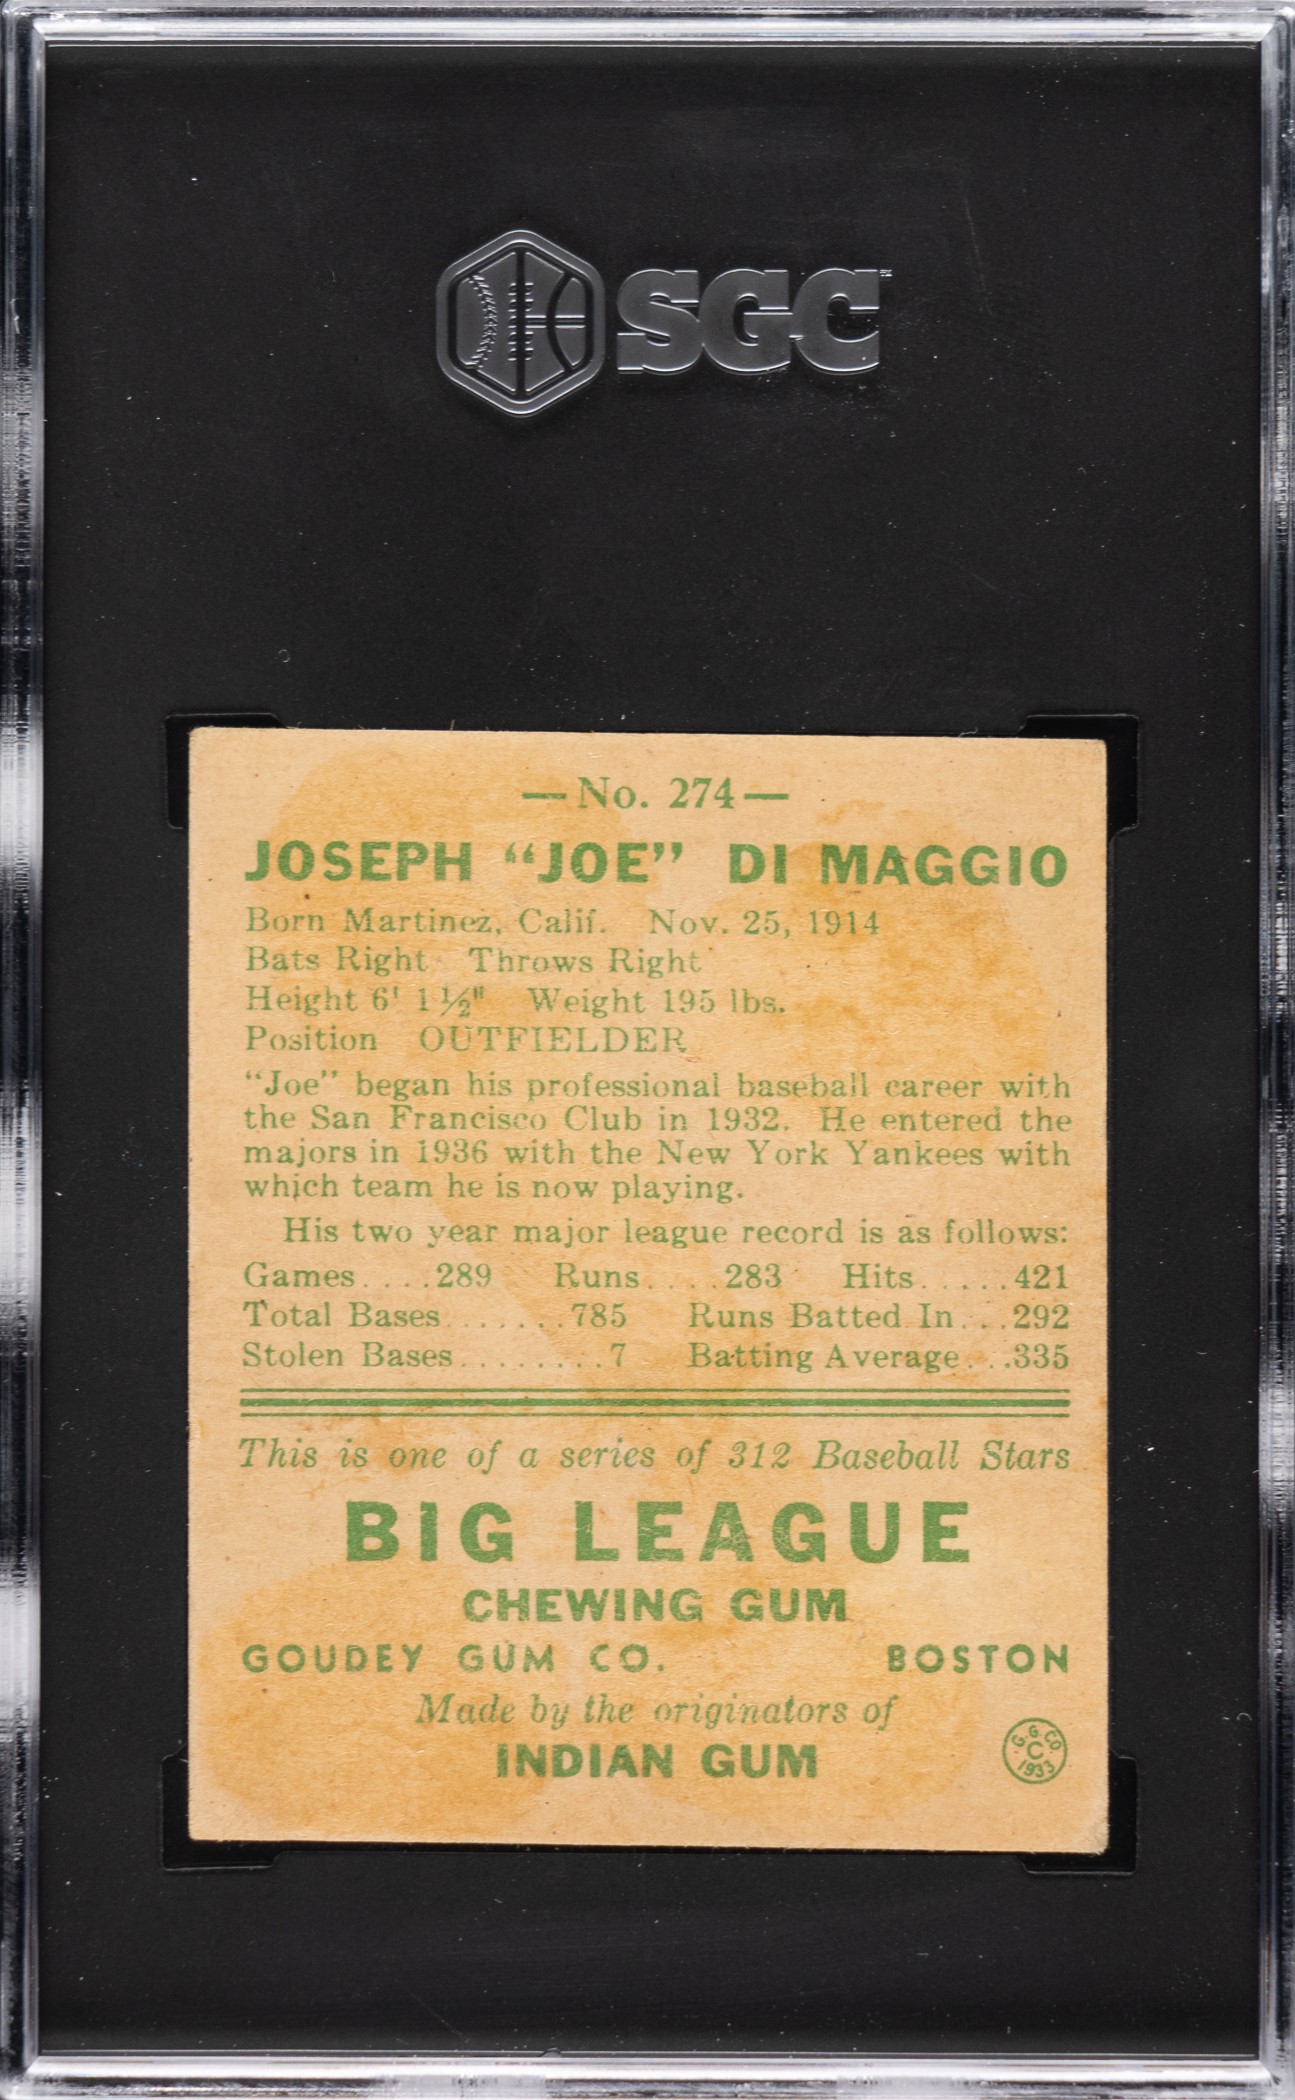 SGC
—No. 274—
JOSEPH "JOE" DI MAGGIO
Born Martinez, Calif. Nov. 25, 1914
Bats Right Throws Right
Height 6' 1½" Weight 195 lbs.
Position OUTFIELDER
"Joe" began his professional baseball career with
the San Francisco Club in 1932. He entered the
majors in 1936 with the New York Yankees with
which team he is now playing.
His two year major league record is as follows:
Games....289 Runs....283 Hits.....421
Total Bases.......785 Runs Batted In...292
Stolen Bases........7 Batting Average...335
This is one of a series of 312 Baseball Stars
BIG LEAGUE
CHEWING GUM
GOUDEY GUM CO. BOSTON
Made by the originators of
INDIAN GUM
G. G. CO.
C
1933